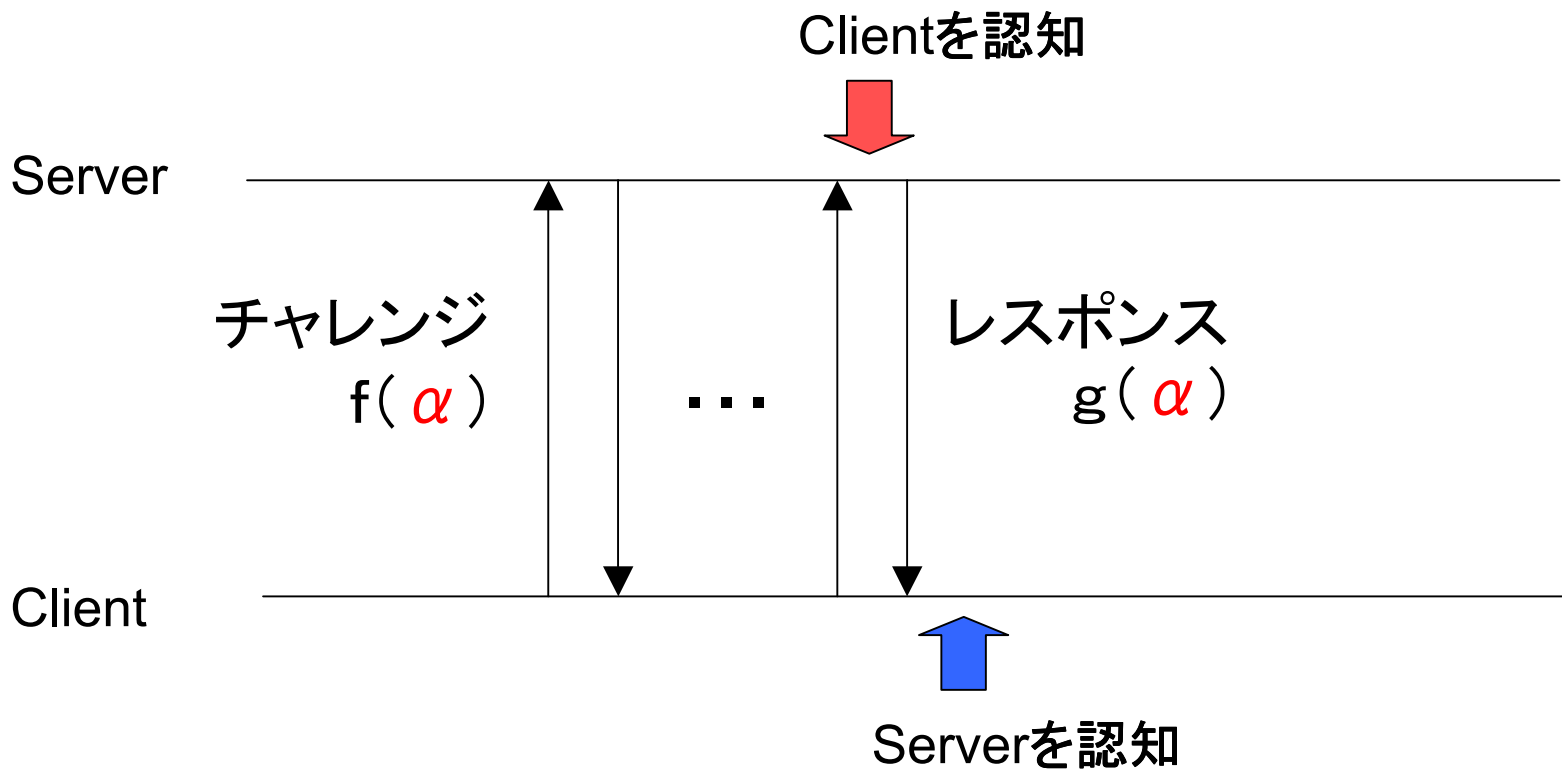 Clientを認知
Server
チャレンジ
f(α)
...
レスポンス
g(α)
Client
Serverを認知